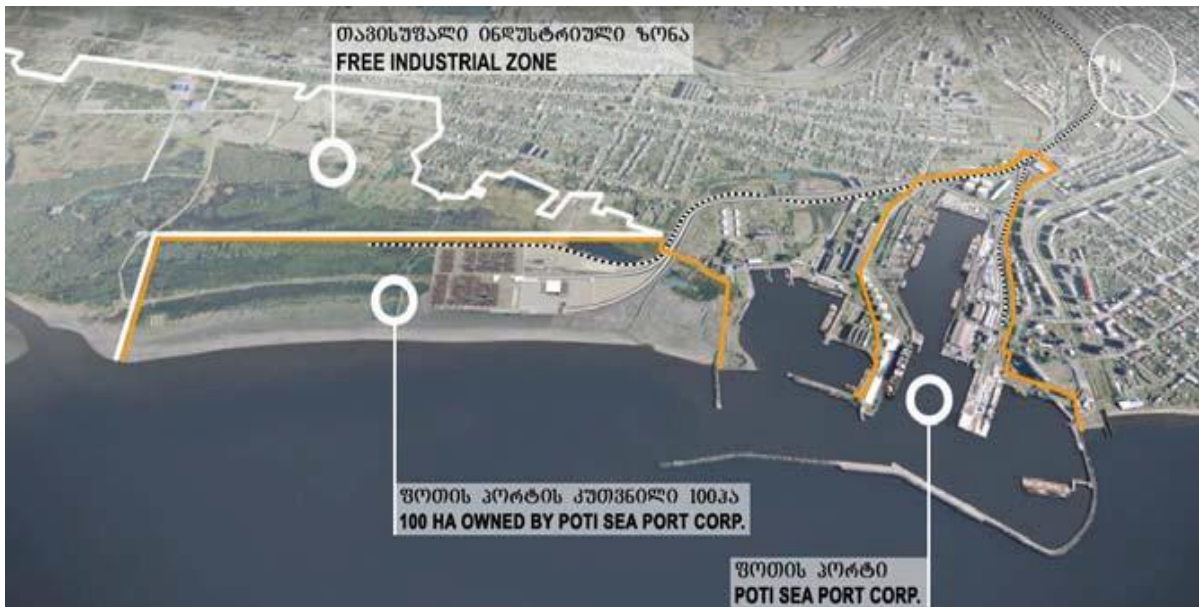 თავისუფალი ინდუსტრიული ზონა
FREE INDUSTRIAL ZONE
ფოთის პორტის კუთვნილი 100ჰა
100 HA OWNED BY POTI SEA PORT CORP.
ფოთის პორტი
POTI SEA PORT CORP.